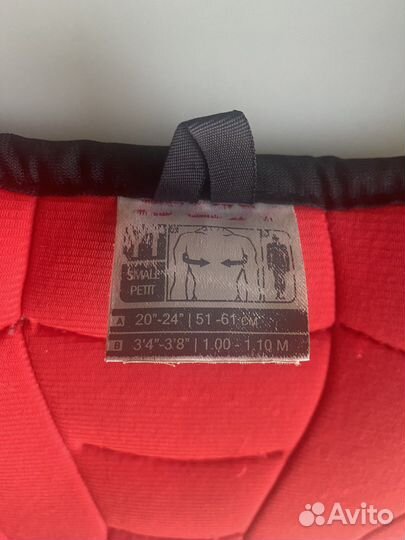 SMALL
PETIT
A 20"-24" | 51 -61 CM
B 3'4"-3'8" | 1.00 - 1.10 M
Avito